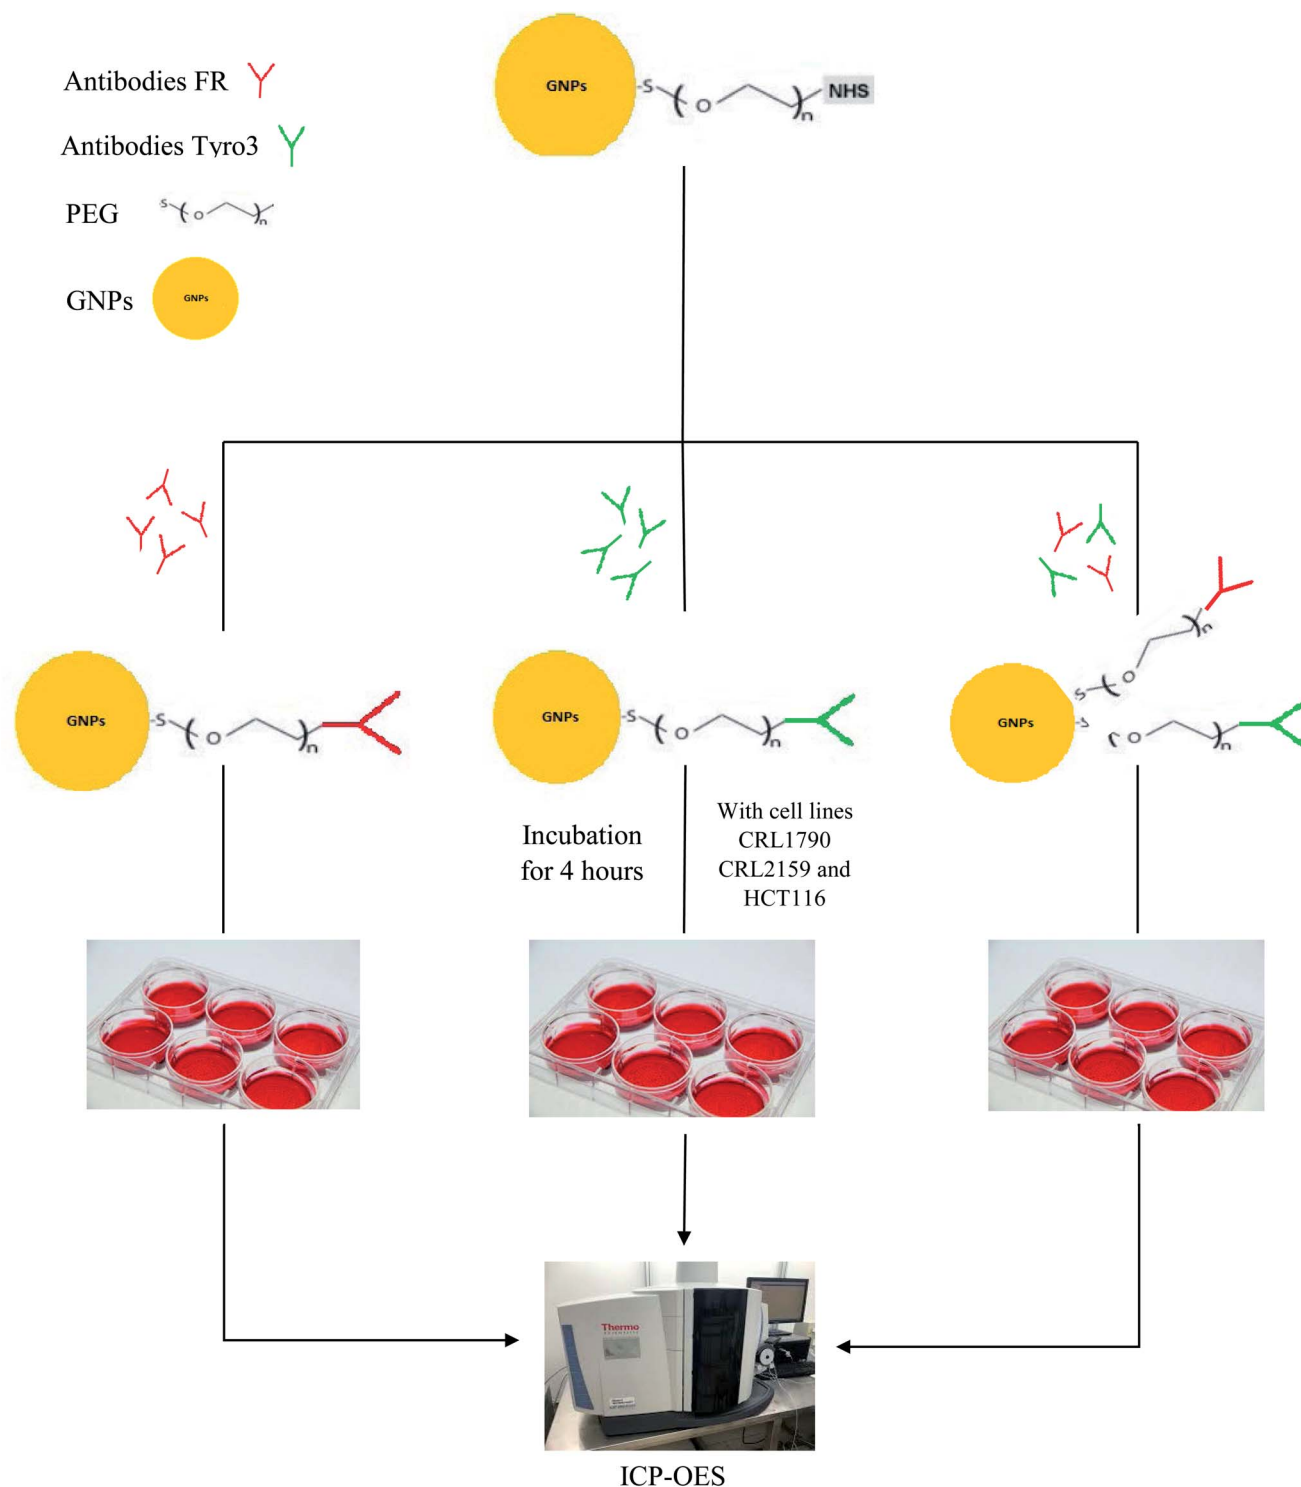 Antibodies FR
Antibodies Tyro3
PEG
S
(
O
)n
GNPs
GNPs
GNPs
-S
(
O
)n
NHS
GNPs
-S
(
O
)n
GNPs
-S
(
O
)n
GNPs
S
(
O
)n
-S
(
O
)n
Incubation
for 4 hours
With cell lines
CRL1790
CRL2159 and
HCT116
Thermo
ICP-OES